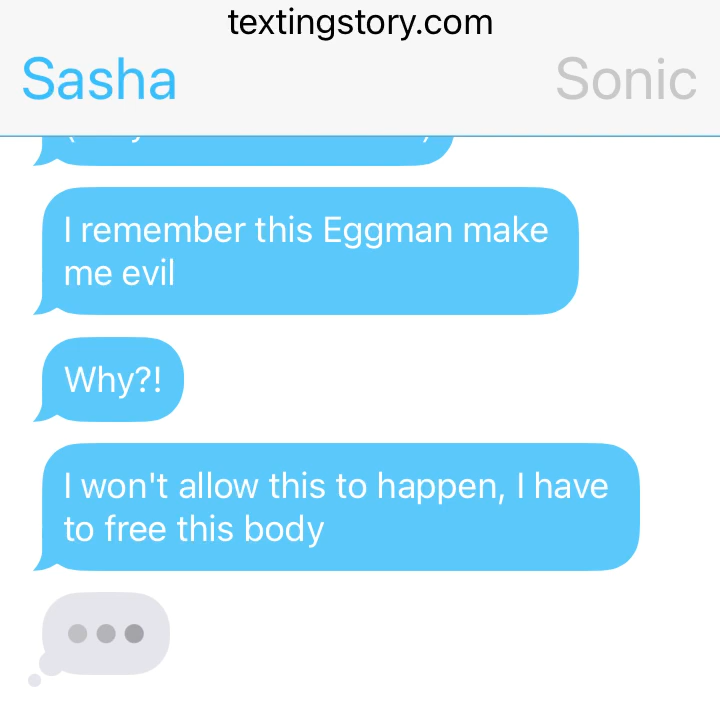 textingstory.com
Sasha
Sonic
I remember this Eggman make
me evil
Why?!
I won't allow this to happen, I have
to free this body